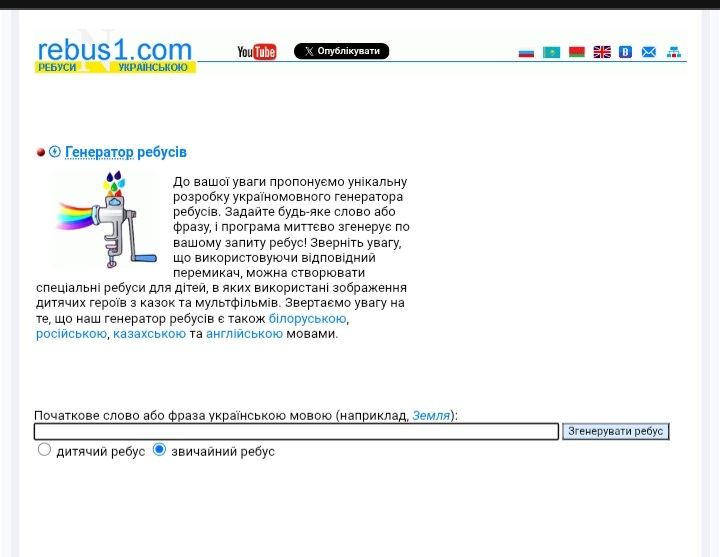 rebus1.com
РЕБУСИ УКРАЇНСЬКОЮ
N
YouTube
X Опублікувати
В
Генератор ребусів
До вашої уваги пропонуємо унікальну
розробку україномовного генератора
ребусів. Задайте будь-яке слово або
фразу, і програма миттєво згенерує по
вашому запиту ребус! Зверніть увагу,
що використовуючи відповідний
перемикач, можна створювати
спеціальні ребуси для дітей, в яких використані зображення
дитячих героїв з казок та мультфільмів. Звертаємо увагу на
те, що наш генератор ребусів є також білоруською,
російською, казахською та англійською мовами.
Початкове слово або фраза українською мовою (наприклад, Земля):
Згенерувати ребус
дитячий ребус звичайний ребус